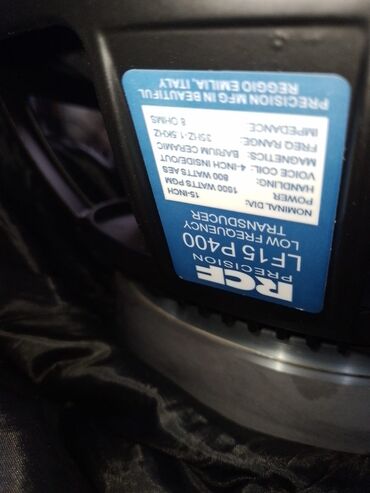 RCF
PRECISION
LF15 P400
LOW FREQUENCY
TRANSDUCER
NOMINAL DIA: 15-INCH
POWER 1600 WATTS PGM
HANDLING: 800 WATTS AES
VOICE COIL: 4-INCH INSIDE/OUT
MAGNETICS: BARIUM CERAMIC
FREQ RANGE: 35HZ-1.5KHZ
IMPEDANCE: 8 OHMS
PRECISION MFG IN BEAUTIFUL
REGGIO EMILIA, ITALY